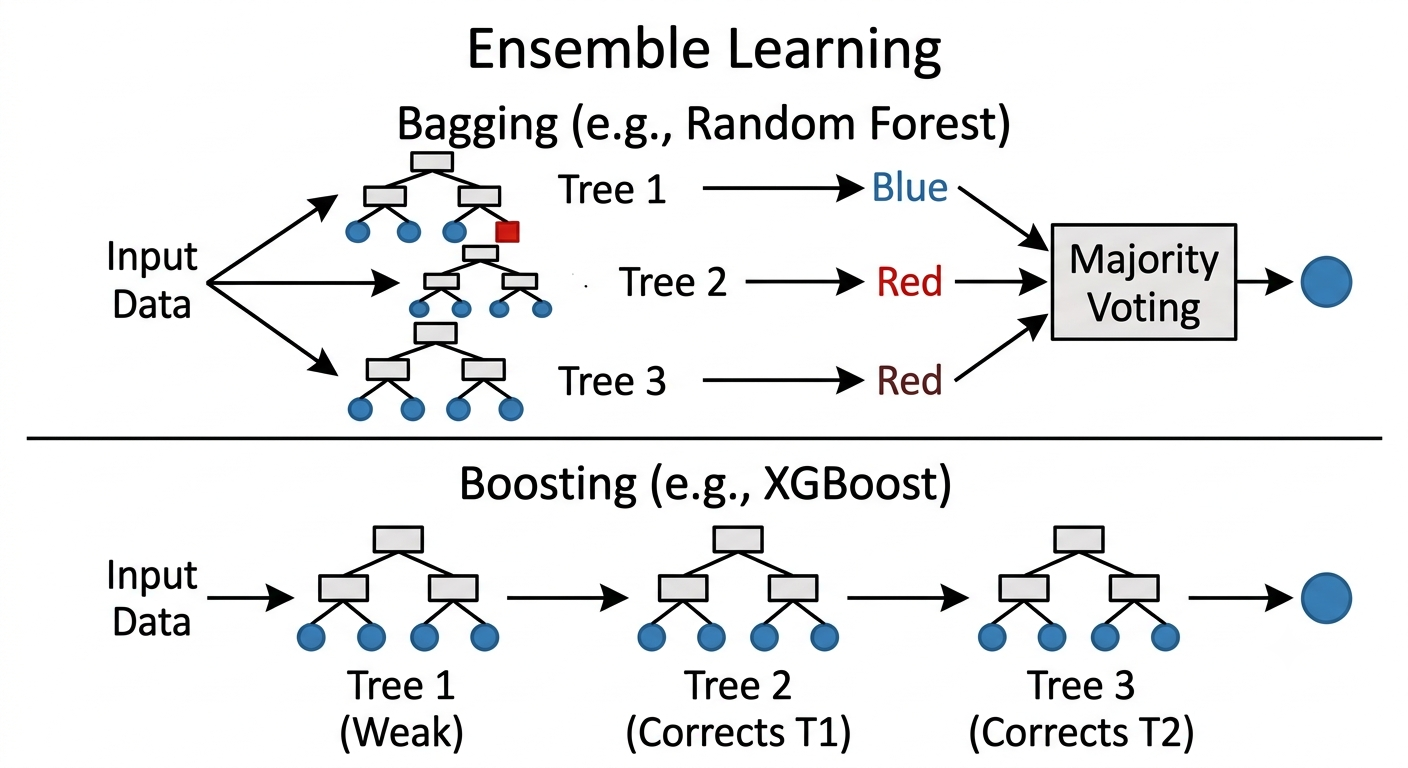 Ensemble Learning
Bagging (e.g., Random Forest)
Input
Data
Tree 1
Blue
Tree 2
Red
Tree 3
Red
Majority
Voting
Boosting (e.g., XGBoost)
Input
Data
Tree 1
(Weak)
Tree 2
(Corrects T1)
Tree 3
(Corrects T2)